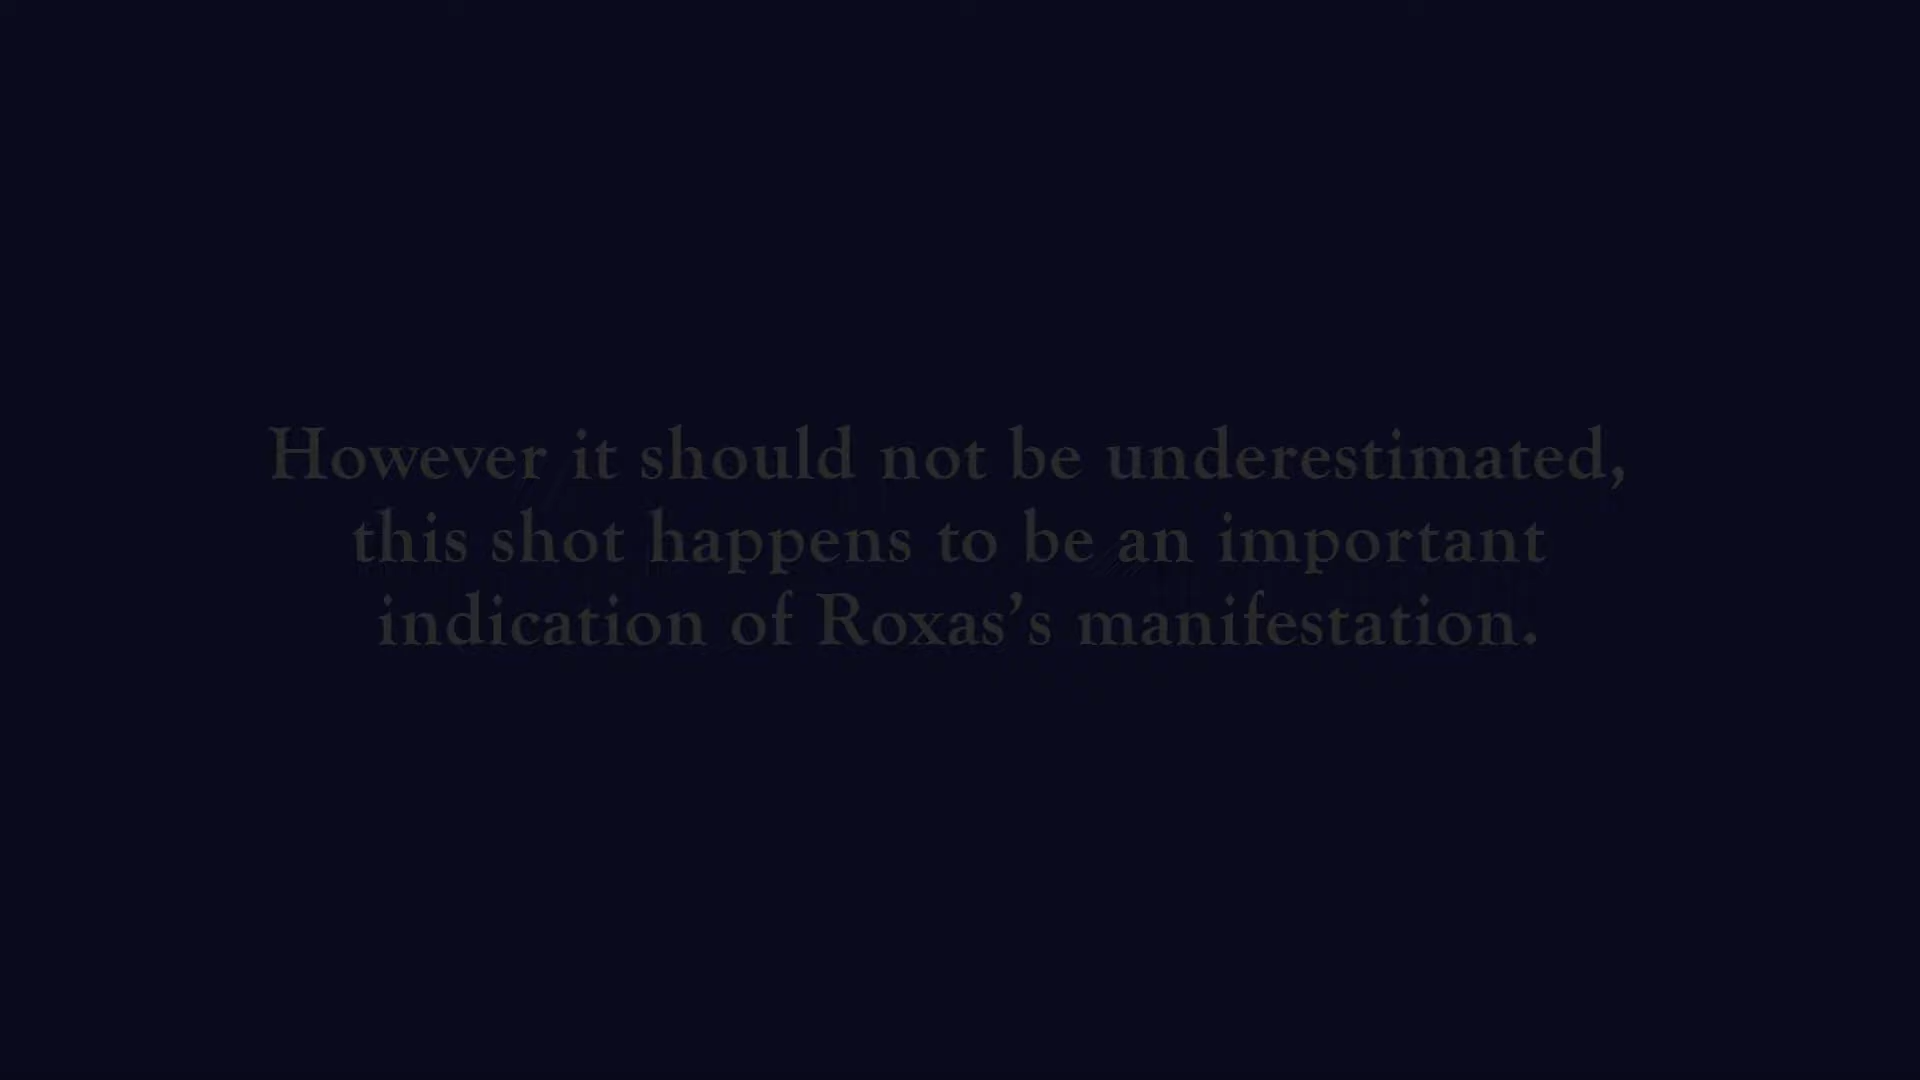 However it should not be underestimated,
this shot happens to be an important
indication of Roxas’s manifestation.